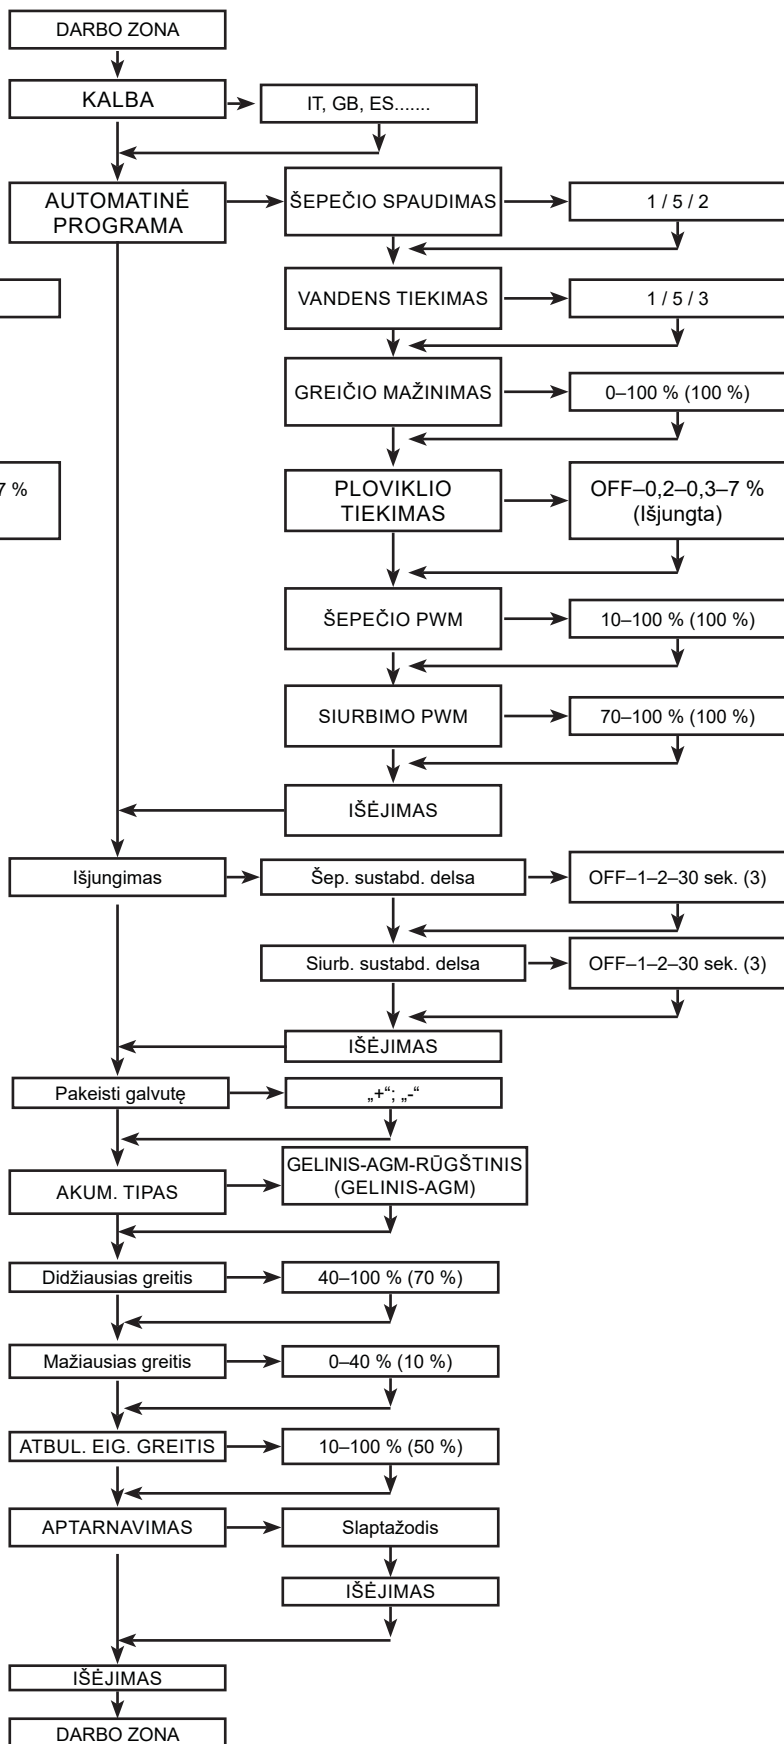 DARBO ZONA
KALBA
IT, GB, ES.......
AUTOMATINĖ
PROGRAMA
ŠEPEČIO SPAUDIMAS
1 / 5 / 2
VANDENS TIEKIMAS
1 / 5 / 3
GREIČIO MAŽINIMAS
0–100 % (100 %)
7 %
PLOVIKLIO
TIEKIMAS
OFF–0,2–0,3–7 %
(Išjungta)
ŠEPEČIO PWM
10–100 % (100 %)
SIURBIMO PWM
70–100 % (100 %)
IŠĖJIMAS
Išjungimas
Šep. sustabd. delsa
OFF–1–2–30 sek. (3)
Siurb. sustabd. delsa
OFF–1–2–30 sek. (3)
IŠĖJIMAS
Pakeisti galvutę
„+“; „-“
AKUM. TIPAS
GELINIS-AGM-RŪGŠTINIS
(GELINIS-AGM)
Didžiausias greitis
40–100 % (70 %)
Mažiausias greitis
0–40 % (10 %)
ATBUL. EIG. GREITIS
10–100 % (50 %)
APTARNAVIMAS
Slaptažodis
IŠĖJIMAS
IŠĖJIMAS
DARBO ZONA